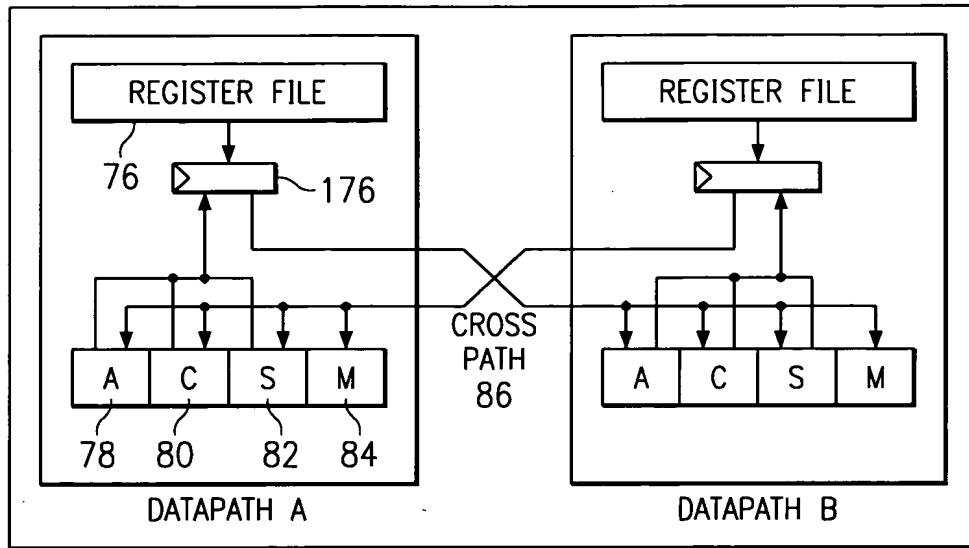 REGISTER FILE
REGISTER FILE
76
176
CROSS
PATH
86
A C S M
A C S M
78 80 82 84
DATAPATH A
DATAPATH B